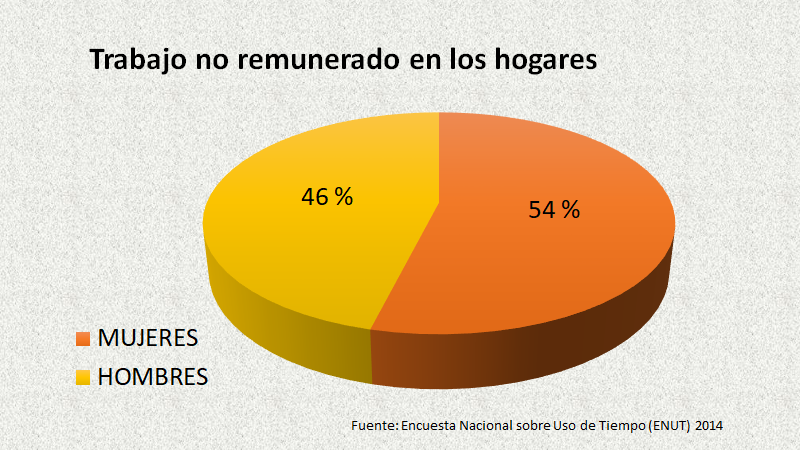 Trabajo no remunerado en los hogares
46 %
54 %
MUJERES
HOMBRES
Fuente: Encuesta Nacional sobre Uso de Tiempo (ENUT) 2014